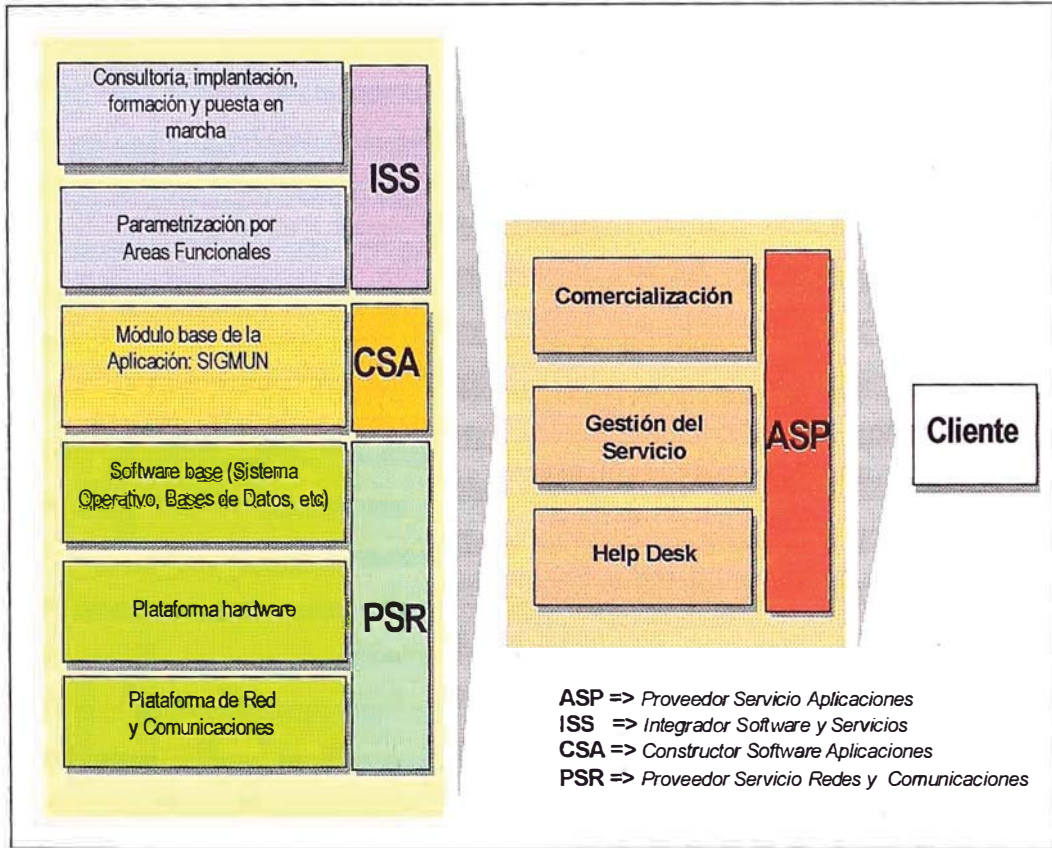 Consultoría, implantación,
formación y puesta en
marcha
ISS
Parametrización por
Areas Funcionales
Módulo base de la
Aplicación: SIGMUN
CSA
Software base (Sistema
Operativo, Bases de Datos, etc)
Plataforma hardware
PSR
Plataforma de Red
y Comunicaciones
Comercialización
Gestión del
Servicio
ASP
Help Desk
Cliente
ASP => Proveedor Servicio Aplicaciones
ISS => Integrador Software y Servicios
CSA => Constructor Software Aplicaciones
PSR => Proveedor Servicio Redes y Comunicaciones